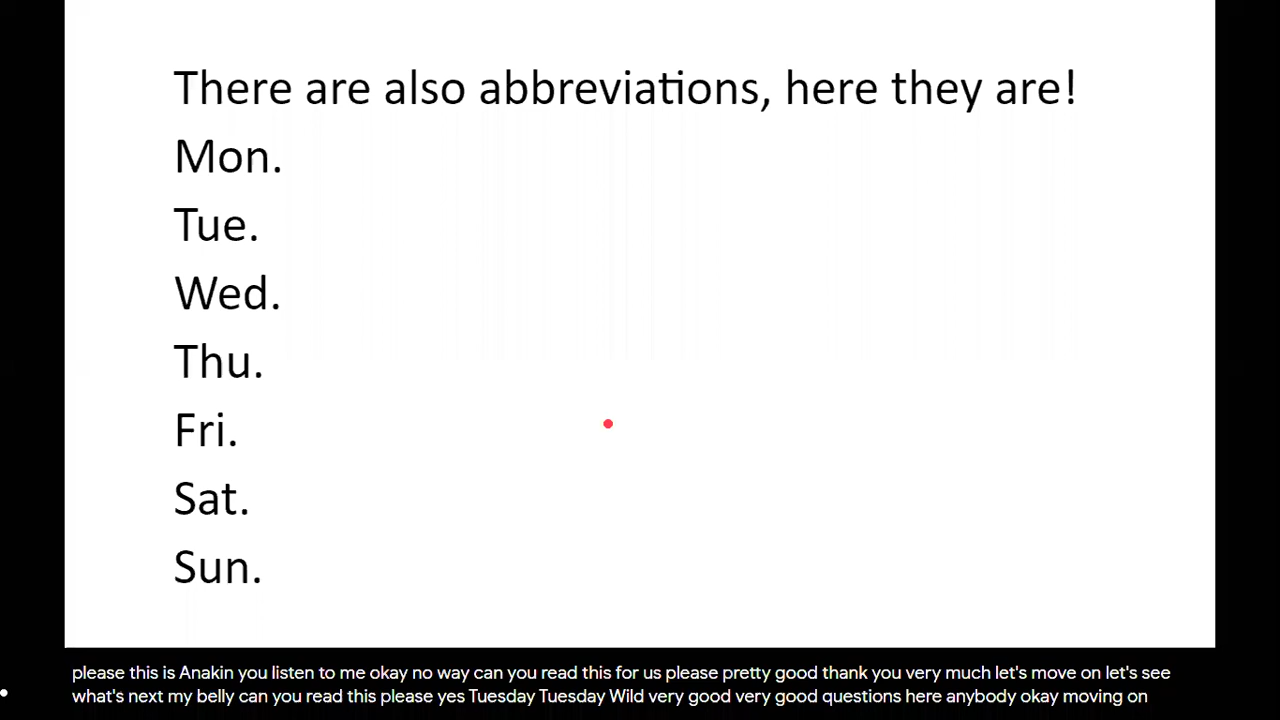 There are also abbreviations, here they are!
Mon.
Tue.
Wed.
Thu.
Fri.
Sat.
Sun.
please this is Anakin you listen to me okay no way can you read this for us please pretty good thank you very much let's move on let's see
what's next my belly can you read this please yes Tuesday Tuesday Wild very good very good questions here anybody okay moving on